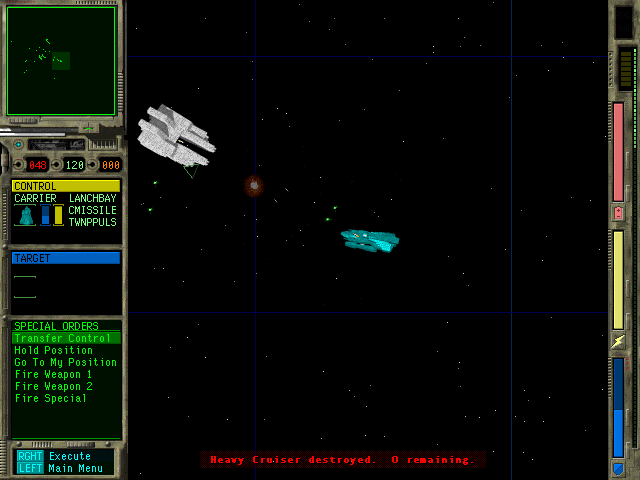 048 120 000
CONTROL
CARRIER LANCHBAY
CMISSILE
TWNPPULS
TARGET
SPECIAL ORDERS
Transfer Control
Hold Position
Go To My Position
Fire Weapon 1
Fire Weapon 2
Fire Special
RGHT Execute
LEFT Main Menu
Heavy Cruiser destroyed. 0 remaining.